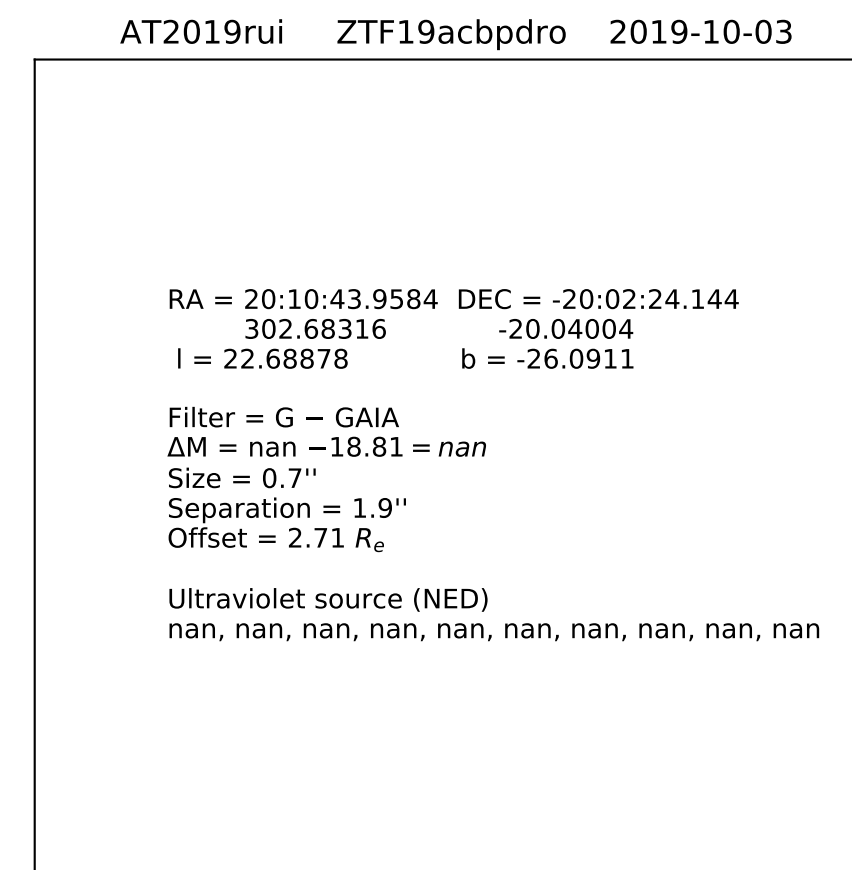 AT2019rui ZTF19acbpdro 2019-10-03
RA = 20:10:43.9584 DEC = -20:02:24.144
302.68316 -20.04004
l = 22.68878 b = -26.0911
Filter = G − GAIA
ΔM = nan −18.81 = nan
Size = 0.7''
Separation = 1.9''
Offset = 2.71 Re
Ultraviolet source (NED)
nan, nan, nan, nan, nan, nan, nan, nan, nan, nan